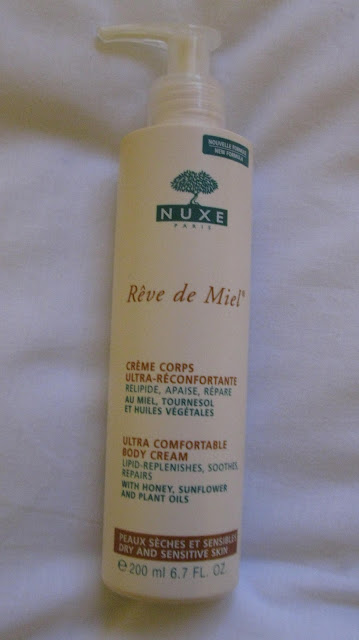 NOUVELLE FORMULE
NEW FORMULA
NUXE
PARIS
Rêve de Miel®
CRÈME CORPS
ULTRA-RÉCONFORTANTE
RELIPIDE, APAISE, RÉPARE
AU MIEL, TOURNESOL
ET HUILES VÉGÉTALES
ULTRA COMFORTABLE
BODY CREAM
LIPID-REPLENISHES, SOOTHES,
REPAIRS
WITH HONEY, SUNFLOWER
AND PLANT OILS
PEAUX SÈCHES ET SENSIBLES
DRY AND SENSITIVE SKIN
℮ 200 ml 6.7 FL. OZ